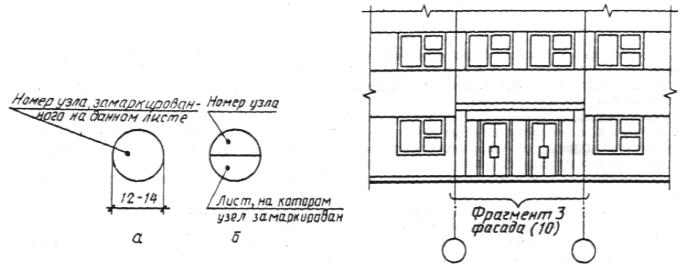 Номер узла, замаркирован-
ного на данном листе
12-14
а
Номер узла
Лист, на котором
узел замаркирован
б
Фрагмент 3
фасада (10)